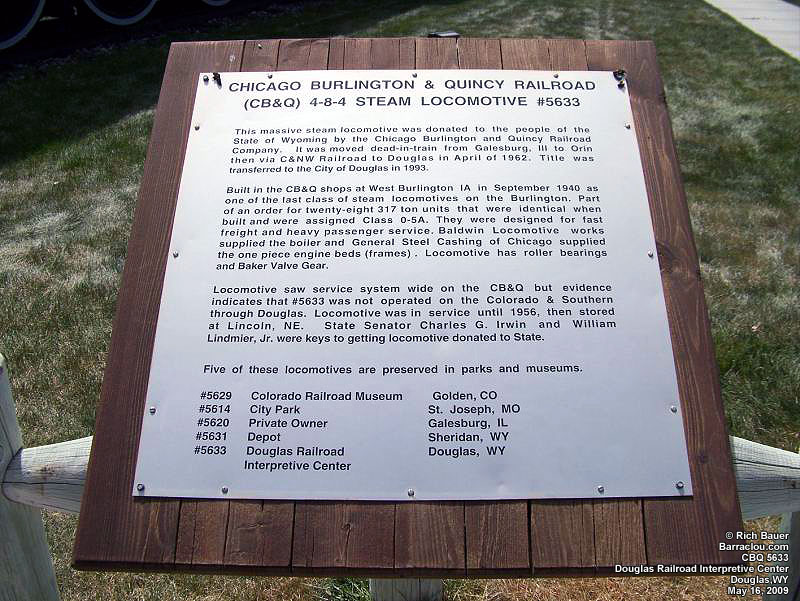 CHICAGO BURLINGTON & QUINCY RAILROAD
(CB&Q) 4-8-4 STEAM LOCOMOTIVE #5633
This massive steam locomotive was donated to the people of the
State of Wyoming by the Chicago Burlington and Quincy Railroad
Company. It was moved dead-in-train from Galesburg, Ill to Orin
then via C&NW Railroad to Douglas in April of 1962. Title was
transferred to the City of Douglas in 1993.
Built in the CB&Q shops at West Burlington IA in September 1940 as
one of the last class of steam locomotives on the Burlington. Part
of an order for twenty-eight 317 ton units that were identical when
built and were assigned Class 0-5A. They were designed for fast
freight and heavy passenger service. Baldwin Locomotive works
supplied the boiler and General Steel Cashing of Chicago supplied
the one piece engine beds (frames) . Locomotive has roller bearings
and Baker Valve Gear.
Locomotive saw service system wide on the CB&Q but evidence
indicates that #5633 was not operated on the Colorado & Southern
through Douglas. Locomotive was in service until 1956, then stored
at Lincoln, NE. State Senator Charles G. Irwin and William
Lindmier, Jr. were keys to getting locomotive donated to State.
Five of these locomotives are preserved in parks and museums.
#5629 Colorado Railroad Museum Golden, CO
#5614 City Park St. Joseph, MO
#5620 Private Owner Galesburg, IL
#5631 Depot Sheridan, WY
#5633 Douglas Railroad Douglas, WY
Interpretive Center
© Rich Bauer
Barraclou.com
CBQ 5633
Douglas Railroad Interpretive Center
Douglas,WY
May 16, 2009